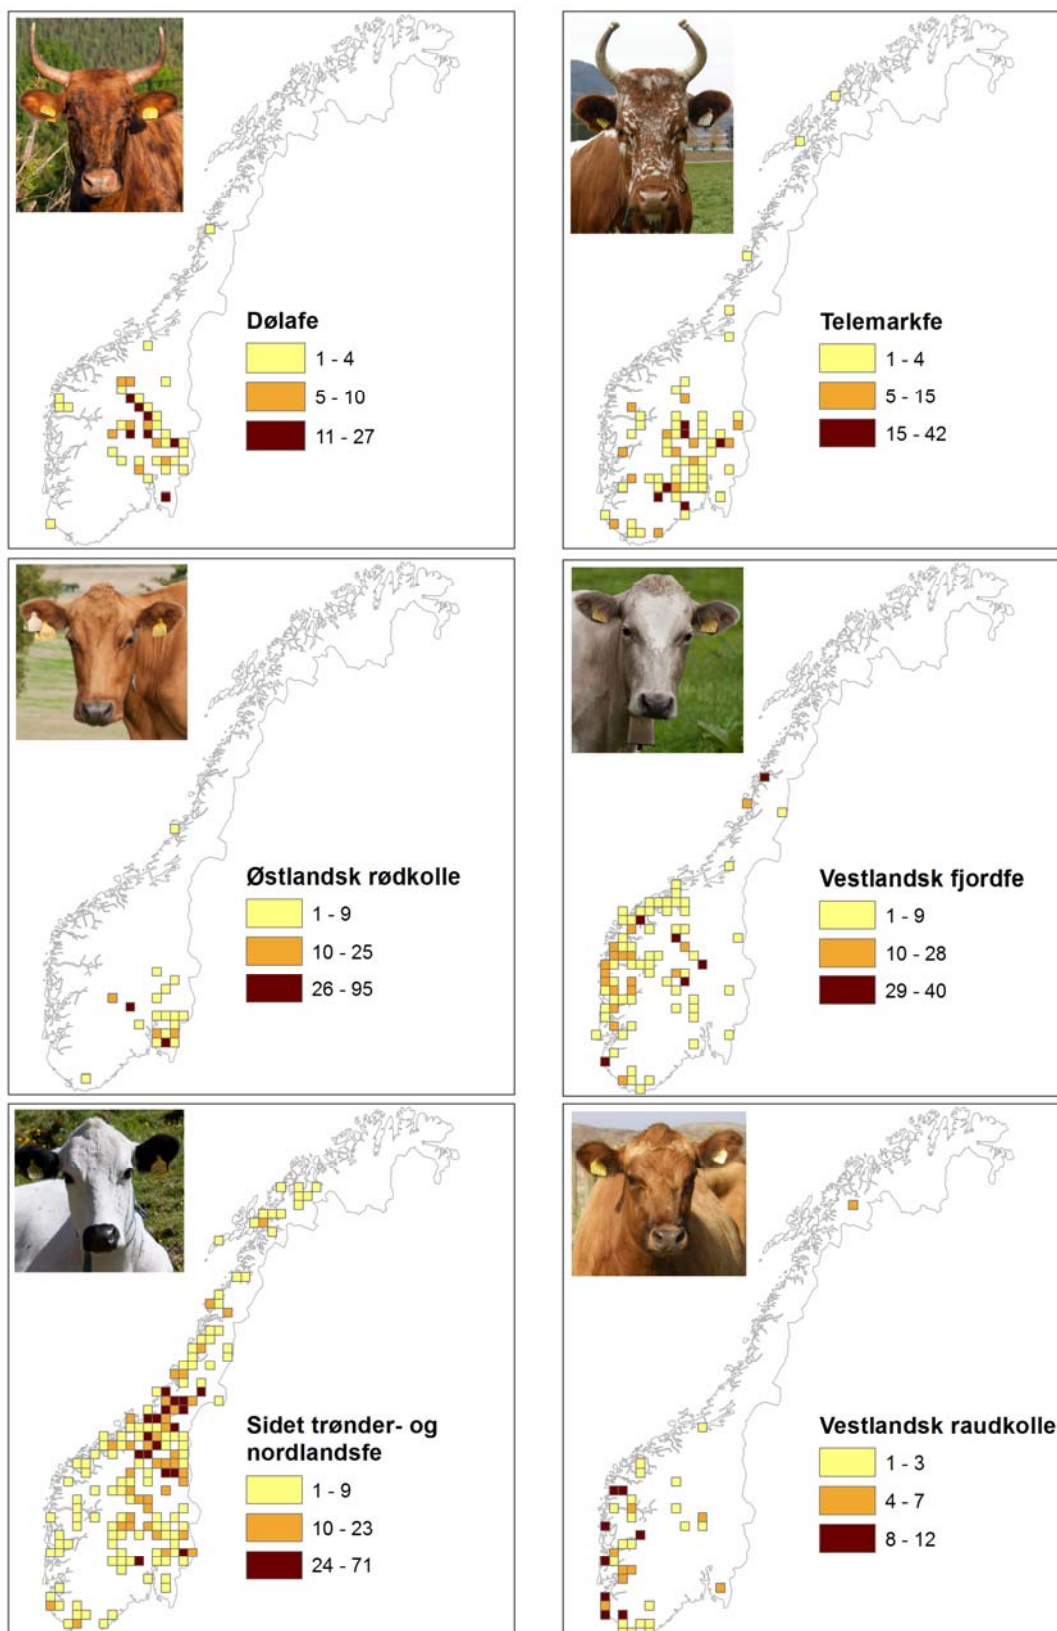 Dølafe
1 - 4
5 - 10
11 - 27
Telemarkfe
1 - 4
5 - 15
15 - 42
Østlandsk rødkolle
1 - 9
10 - 25
26 - 95
Vestlandsk fjordfe
1 - 9
10 - 28
29 - 40
Sidet trønder- og
nordlandsfe
1 - 9
10 - 23
24 - 71
Vestlandsk raudkolle
1 - 3
4 - 7
8 - 12